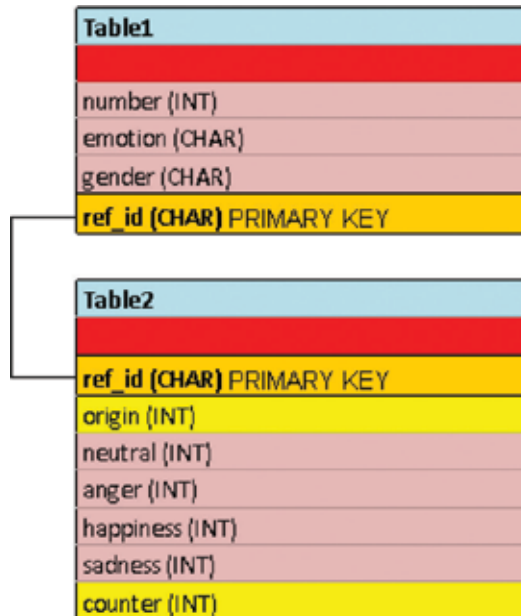 Table1
number (INT)
emotion (CHAR)
gender (CHAR)
ref_id (CHAR) PRIMARY KEY
Table2
ref_id (CHAR) PRIMARY KEY
origin (INT)
neutral (INT)
anger (INT)
happiness (INT)
sadness (INT)
counter (INT)